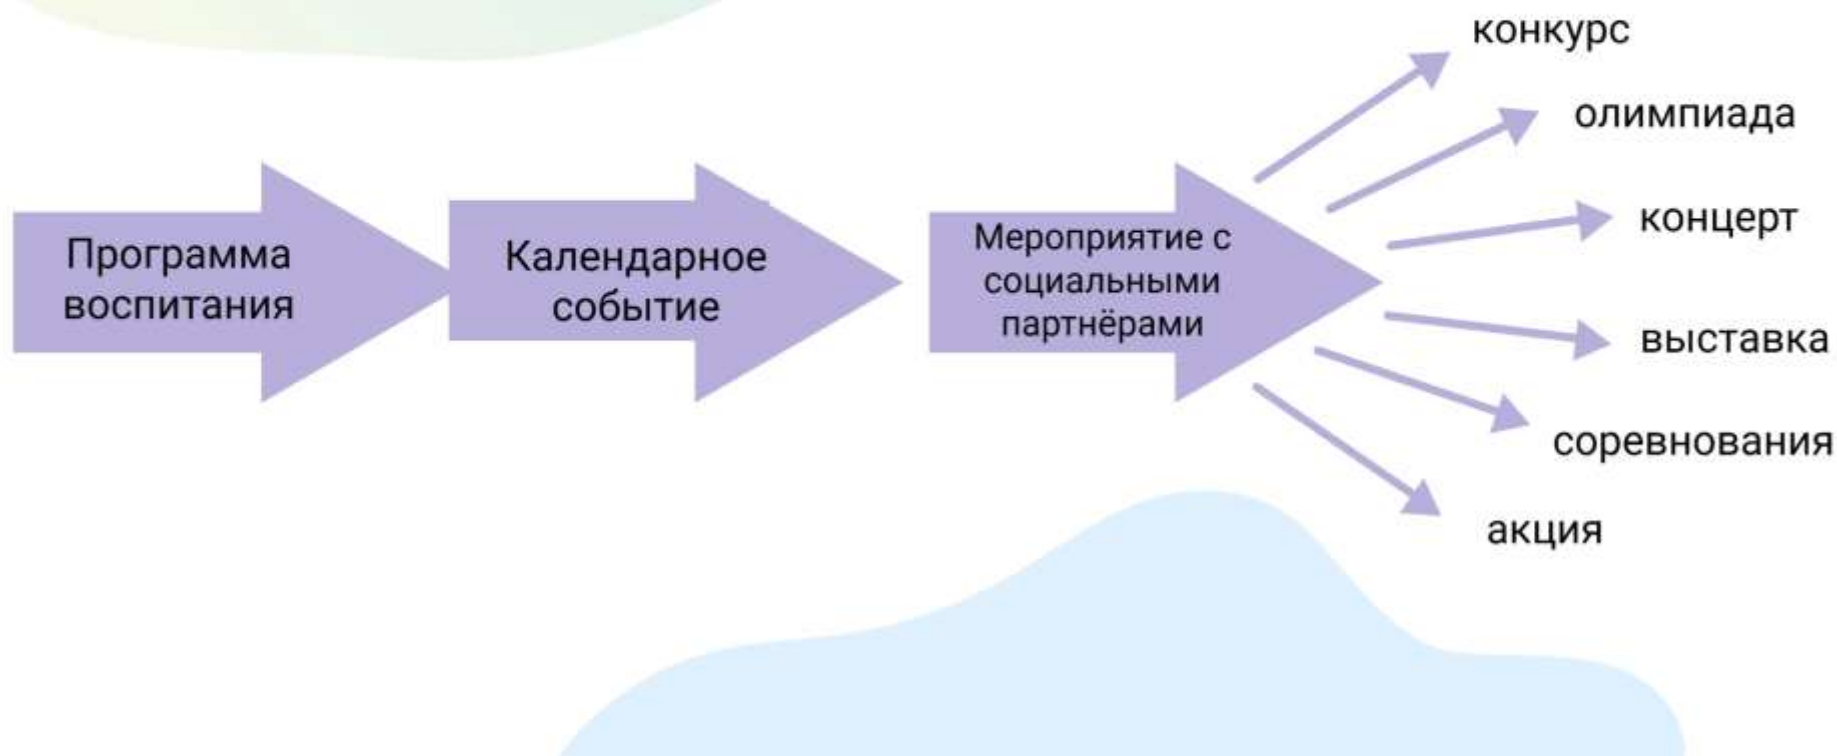 Программа
воспитания
Календарное
событие
Мероприятие с
социальными
партнёрами
конкурс
олимпиада
концерт
выставка
соревнования
акция